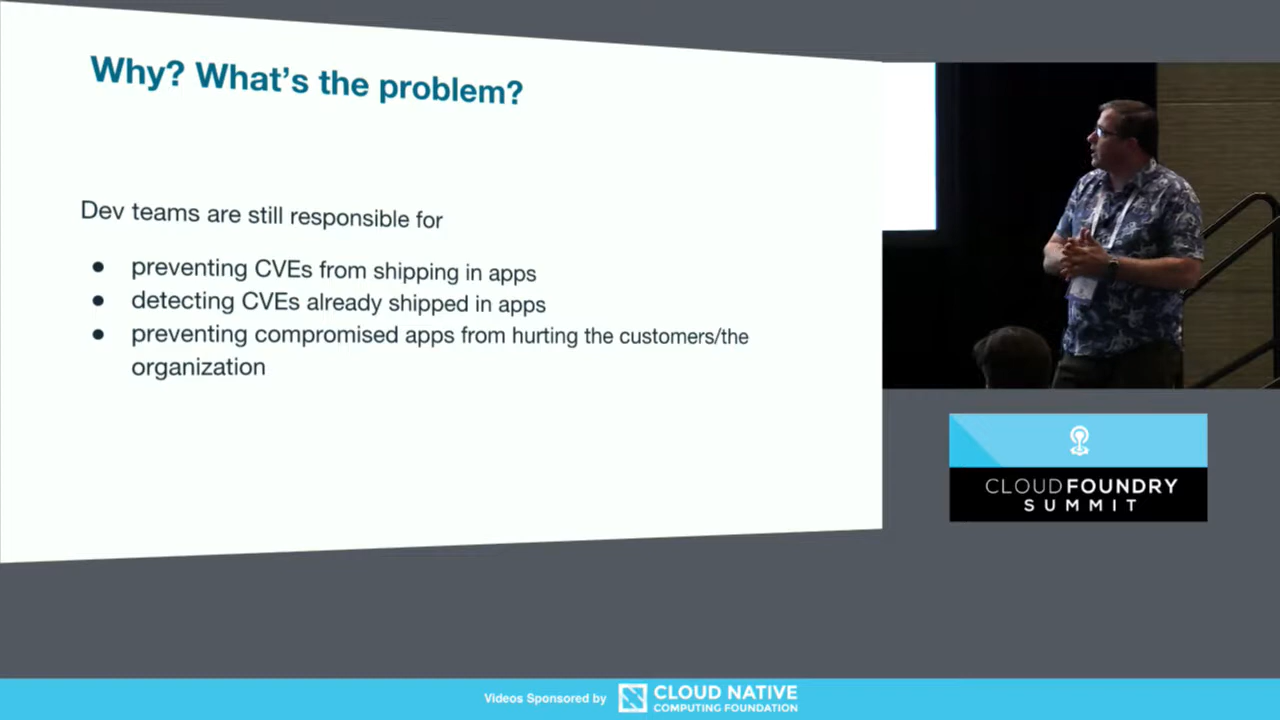 Why? What's the problem?
Dev teams are still responsible for
● preventing CVEs from shipping in apps
● detecting CVEs already shipped in apps
● preventing compromised apps from hurting the customers/the
organization
CLOUDFOUNDRY
SUMMIT
Videos Sponsored by
CLOUD NATIVE
COMPUTING FOUNDATION